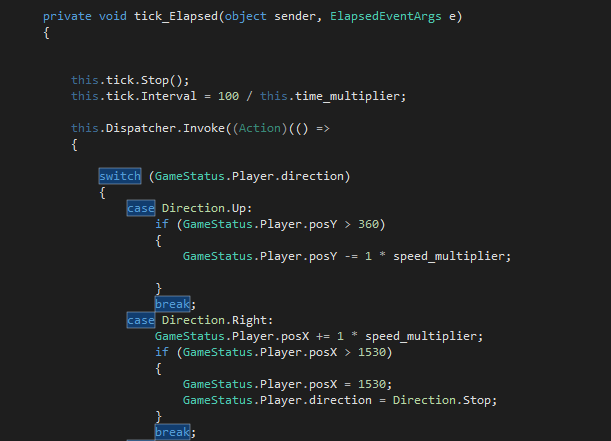 private void tick_Elapsed(object sender, ElapsedEventArgs e)
{
this.tick.Stop();
this.tick.Interval = 100 / this.time_multiplier;
this.Dispatcher.Invoke((Action)(() =>
{
switch (GameStatus.Player.direction)
{
case Direction.Up:
if (GameStatus.Player.posY > 360)
{
GameStatus.Player.posY -= 1 * speed_multiplier;
}
break;
case Direction.Right:
GameStatus.Player.posX += 1 * speed_multiplier;
if (GameStatus.Player.posX > 1530)
{
GameStatus.Player.posX = 1530;
GameStatus.Player.direction = Direction.Stop;
}
break;